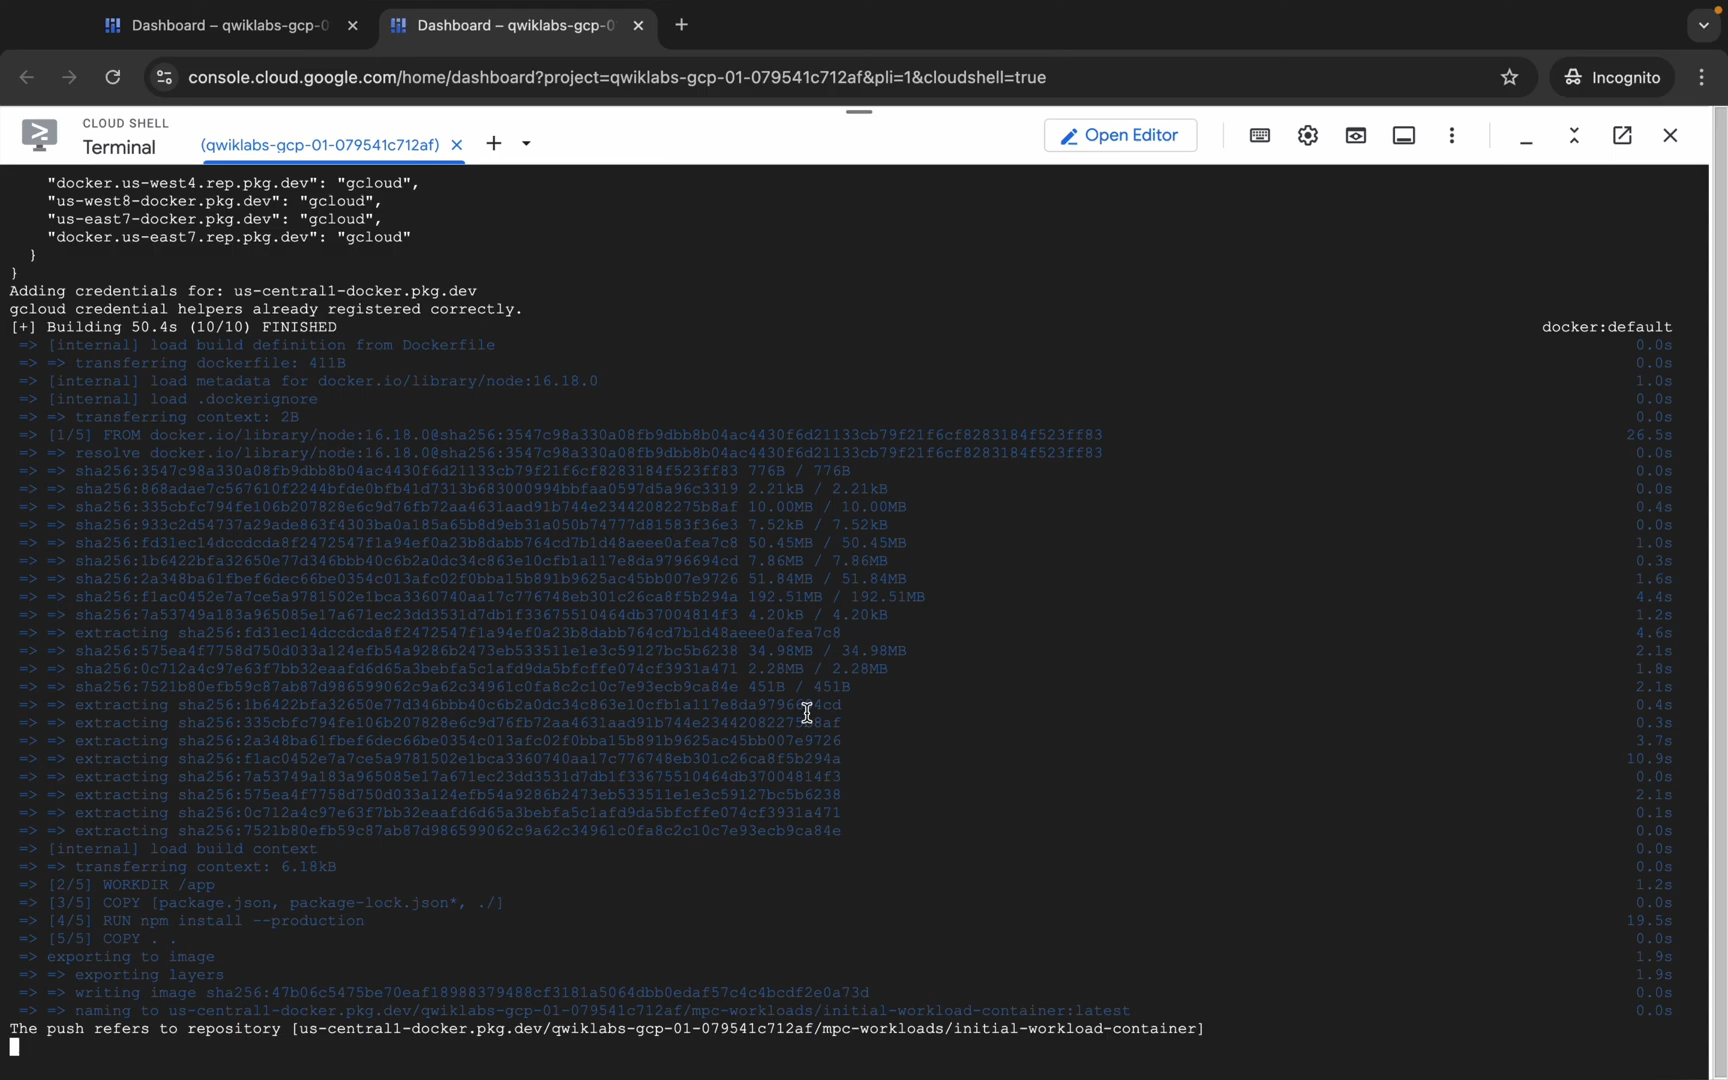 Dashboard – qwiklabs-gcp-0
Dashboard – qwiklabs-gcp-0
console.cloud.google.com/home/dashboard?project=qwiklabs-gcp-01-079541c712af&pli=1&cloudshell=true
Incognito
CLOUD SHELL
Terminal
(qwiklabs-gcp-01-079541c712af)
Open Editor
"docker.us-west4.rep.pkg.dev": "gcloud",
"us-west8-docker.pkg.dev": "gcloud",
"us-east7-docker.pkg.dev": "gcloud",
"docker.us-east7.rep.pkg.dev": "gcloud"
}
}
Adding credentials for: us-central1-docker.pkg.dev
gcloud credential helpers already registered correctly.
[+] Building 50.4s (10/10) FINISHED docker:default
=> [internal] load build definition from Dockerfile 0.0s
=> => transferring dockerfile: 411B 0.0s
=> [internal] load metadata for docker.io/library/node:16.18.0 1.0s
=> [internal] load .dockerignore 0.0s
=> => transferring context: 2B 0.0s
=> [1/5] FROM docker.io/library/node:16.18.0@sha256:3547c98a330a08fb9dbb8b04ac4430f6d21133cb79f21f6cf8283184f523ff83 26.5s
=> => resolve docker.io/library/node:16.18.0@sha256:3547c98a330a08fb9dbb8b04ac4430f6d21133cb79f21f6cf8283184f523ff83 0.0s
=> => sha256:3547c98a330a08fb9dbb8b04ac4430f6d21133cb79f21f6cf8283184f523ff83 776B / 776B 0.0s
=> => sha256:868adae7c567610f2244bfde0bfb41d7313b683000994bbfaa0597d5a96c3319 2.21kB / 2.21kB 0.0s
=> => sha256:335cbfc794fe106b207828e6c9d76fb72aa4631aad91b744e23442082275b8af 10.00MB / 10.00MB 0.4s
=> => sha256:933c2d54737a29ade863f4303ba0a185a65b8d9eb31a050b74777d81583f36e3 7.52kB / 7.52kB 0.0s
=> => sha256:fd31ec14dccdcda8f2472547f1a94ef0a23b8dabb764cd7b1d48aeee0afea7c8 50.45MB / 50.45MB 1.0s
=> => sha256:1b6422bfa32650e77d346bbb40c6b2a0dc34c863e10cfb1a117e8da9796694cd 7.86MB / 7.86MB 0.3s
=> => sha256:2a348ba61fbef6dec66be0354c013afc02f0bba15b891b9625ac45bb007e9726 51.84MB / 51.84MB 1.6s
=> => sha256:f1ac0452e7a7ce5a9781502e1bca3360740aa17c776748eb301c26ca8f5b294a 192.51MB / 192.51MB 4.4s
=> => sha256:7a53749a183a965085e17a671ec23dd3531d7db1f33675510464db37004814f3 4.20kB / 4.20kB 1.2s
=> => extracting sha256:fd31ec14dccdcda8f2472547f1a94ef0a23b8dabb764cd7b1d48aeee0afea7c8 4.6s
=> => sha256:575ea4f7758d750d033a124efb54a9286b2473eb533511e1e3c59127bc5b6238 34.98MB / 34.98MB 2.1s
=> => sha256:0c712a4c97e63f7bb32eaafd6d65a3bebfa5c1afd9da5bfcffe074cf3931a471 2.28MB / 2.28MB 1.8s
=> => sha256:7521b80efb59c87ab87d986599062c9a62c34961c0fa8c2c10c7e93ecb9ca84e 451B / 451B 2.1s
=> => extracting sha256:1b6422bfa32650e77d346bbb40c6b2a0dc34c863e10cfb1a117e8da9796694cd 0.4s
=> => extracting sha256:335cbfc794fe106b207828e6c9d76fb72aa4631aad91b744e23442082275b8af 0.3s
=> => extracting sha256:2a348ba61fbef6dec66be0354c013afc02f0bba15b891b9625ac45bb007e9726 3.7s
=> => extracting sha256:f1ac0452e7a7ce5a9781502e1bca3360740aa17c776748eb301c26ca8f5b294a 10.9s
=> => extracting sha256:7a53749a183a965085e17a671ec23dd3531d7db1f33675510464db37004814f3 0.0s
=> => extracting sha256:575ea4f7758d750d033a124efb54a9286b2473eb533511e1e3c59127bc5b6238 2.1s
=> => extracting sha256:0c712a4c97e63f7bb32eaafd6d65a3bebfa5c1afd9da5bfcffe074cf3931a471 0.1s
=> => extracting sha256:7521b80efb59c87ab87d986599062c9a62c34961c0fa8c2c10c7e93ecb9ca84e 0.0s
=> [internal] load build context 0.0s
=> => transferring context: 6.18kB 0.0s
=> [2/5] WORKDIR /app 1.2s
=> [3/5] COPY [package.json, package-lock.json*, ./] 0.0s
=> [4/5] RUN npm install --production 19.5s
=> [5/5] COPY . . 0.0s
=> exporting to image 1.9s
=> => exporting layers 1.9s
=> => writing image sha256:47b06c5475be70eaf18988379488cf3181a5064dbb0edaf57c4c4bcdf2e0a73d 0.0s
=> => naming to us-central1-docker.pkg.dev/qwiklabs-gcp-01-079541c712af/mpc-workloads/initial-workload-container:latest 0.0s
The push refers to repository [us-central1-docker.pkg.dev/qwiklabs-gcp-01-079541c712af/mpc-workloads/initial-workload-container]